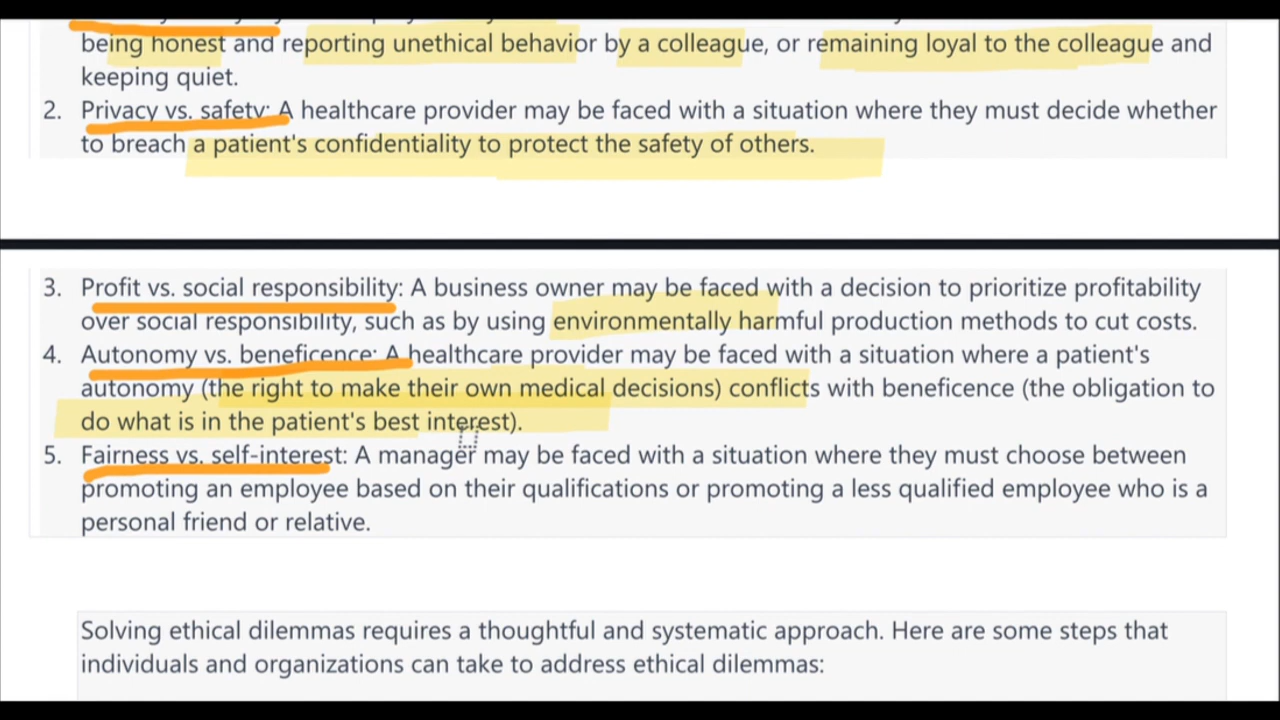 being honest and reporting unethical behavior by a colleague, or remaining loyal to the colleague and
keeping quiet.
2. Privacy vs. safety: A healthcare provider may be faced with a situation where they must decide whether
to breach a patient's confidentiality to protect the safety of others.
3. Profit vs. social responsibility: A business owner may be faced with a decision to prioritize profitability
over social responsibility, such as by using environmentally harmful production methods to cut costs.
4. Autonomy vs. beneficence: A healthcare provider may be faced with a situation where a patient's
autonomy (the right to make their own medical decisions) conflicts with beneficence (the obligation to
do what is in the patient's best interest).
5. Fairness vs. self-interest: A manager may be faced with a situation where they must choose between
promoting an employee based on their qualifications or promoting a less qualified employee who is a
personal friend or relative.
Solving ethical dilemmas requires a thoughtful and systematic approach. Here are some steps that
individuals and organizations can take to address ethical dilemmas: